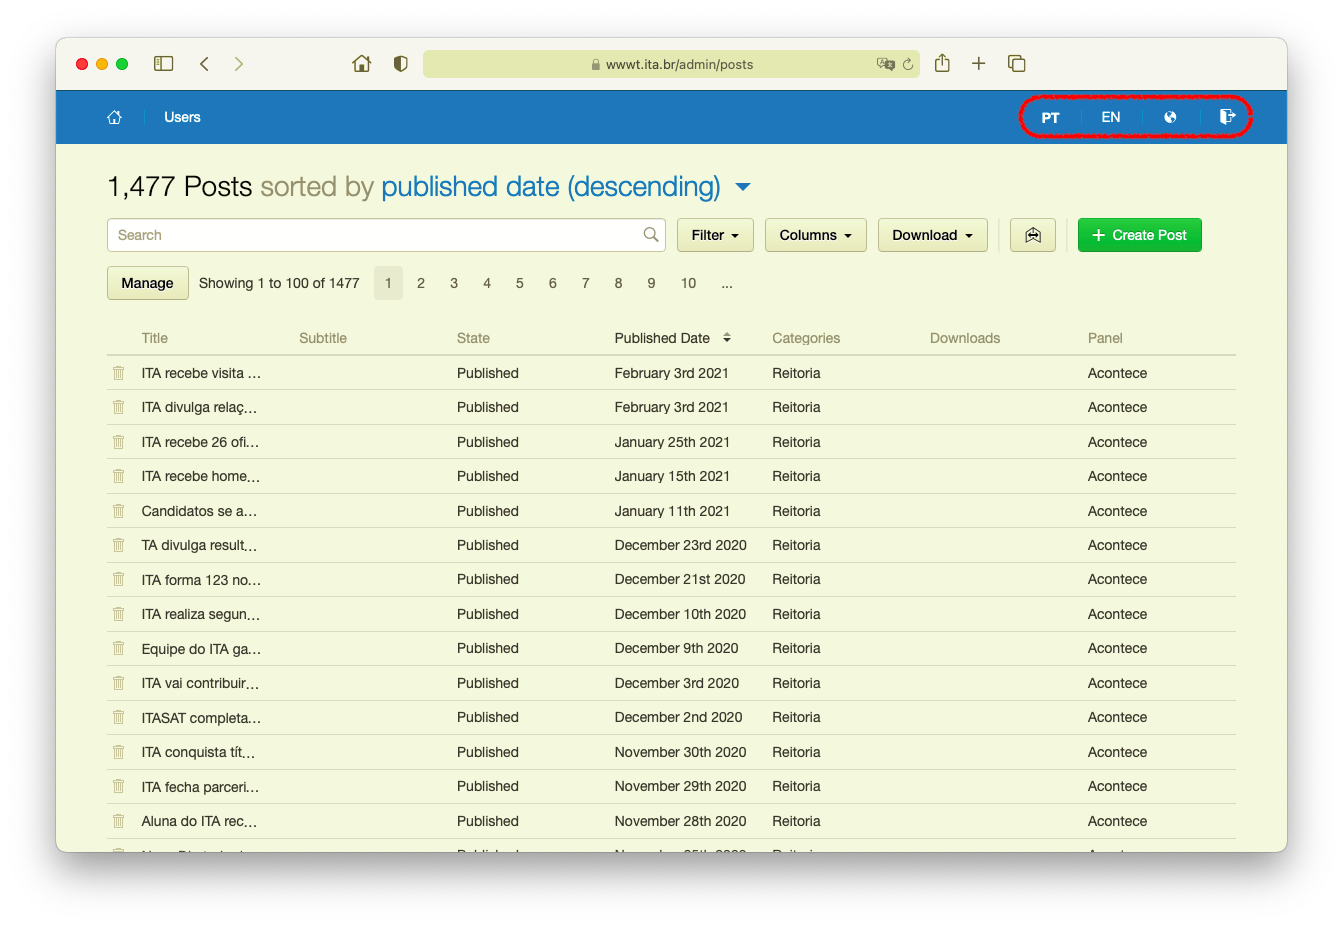 wwwt.ita.br/admin/posts
Users
PT EN
1,477 Posts sorted by published date (descending)
Search
Filter
Columns
Download
+ Create Post
Manage Showing 1 to 100 of 1477 1 2 3 4 5 6 7 8 9 10 ...
Title Subtitle State Published Date Categories Downloads Panel
ITA recebe visita ... Published February 3rd 2021 Reitoria Acontece
ITA divulga relaç... Published February 3rd 2021 Reitoria Acontece
ITA recebe 26 ofi... Published January 25th 2021 Reitoria Acontece
ITA recebe home... Published January 15th 2021 Reitoria Acontece
Candidatos se a... Published January 11th 2021 Reitoria Acontece
TA divulga result... Published December 23rd 2020 Reitoria Acontece
ITA forma 123 no... Published December 21st 2020 Reitoria Acontece
ITA realiza segun... Published December 10th 2020 Reitoria Acontece
Equipe do ITA ga... Published December 9th 2020 Reitoria Acontece
ITA vai contribuir... Published December 3rd 2020 Reitoria Acontece
ITASAT completa... Published December 2nd 2020 Reitoria Acontece
ITA conquista tít... Published November 30th 2020 Reitoria Acontece
ITA fecha parceri... Published November 29th 2020 Reitoria Acontece
Aluna do ITA rec... Published November 28th 2020 Reitoria Acontece